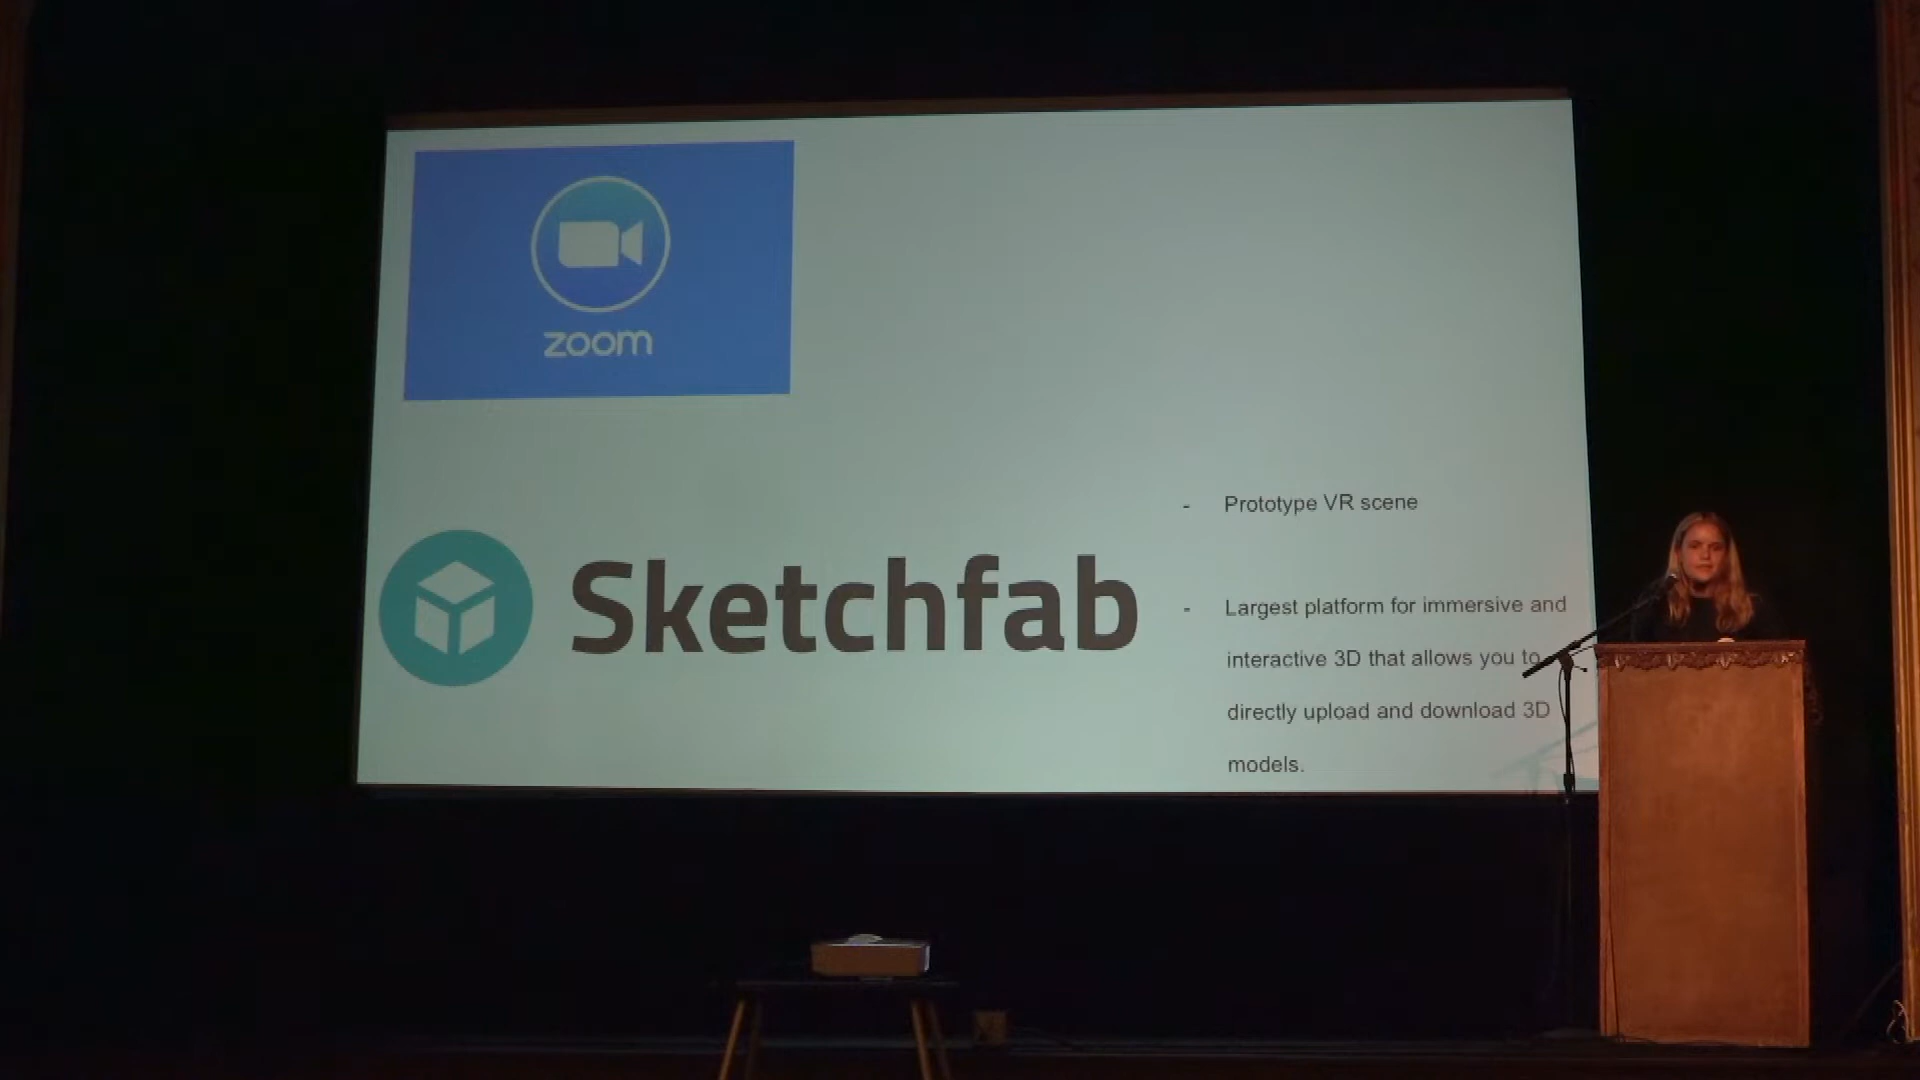 zoom
Sketchfab
- Prototype VR scene
- Largest platform for immersive and
interactive 3D that allows you to
directly upload and download 3D
models.